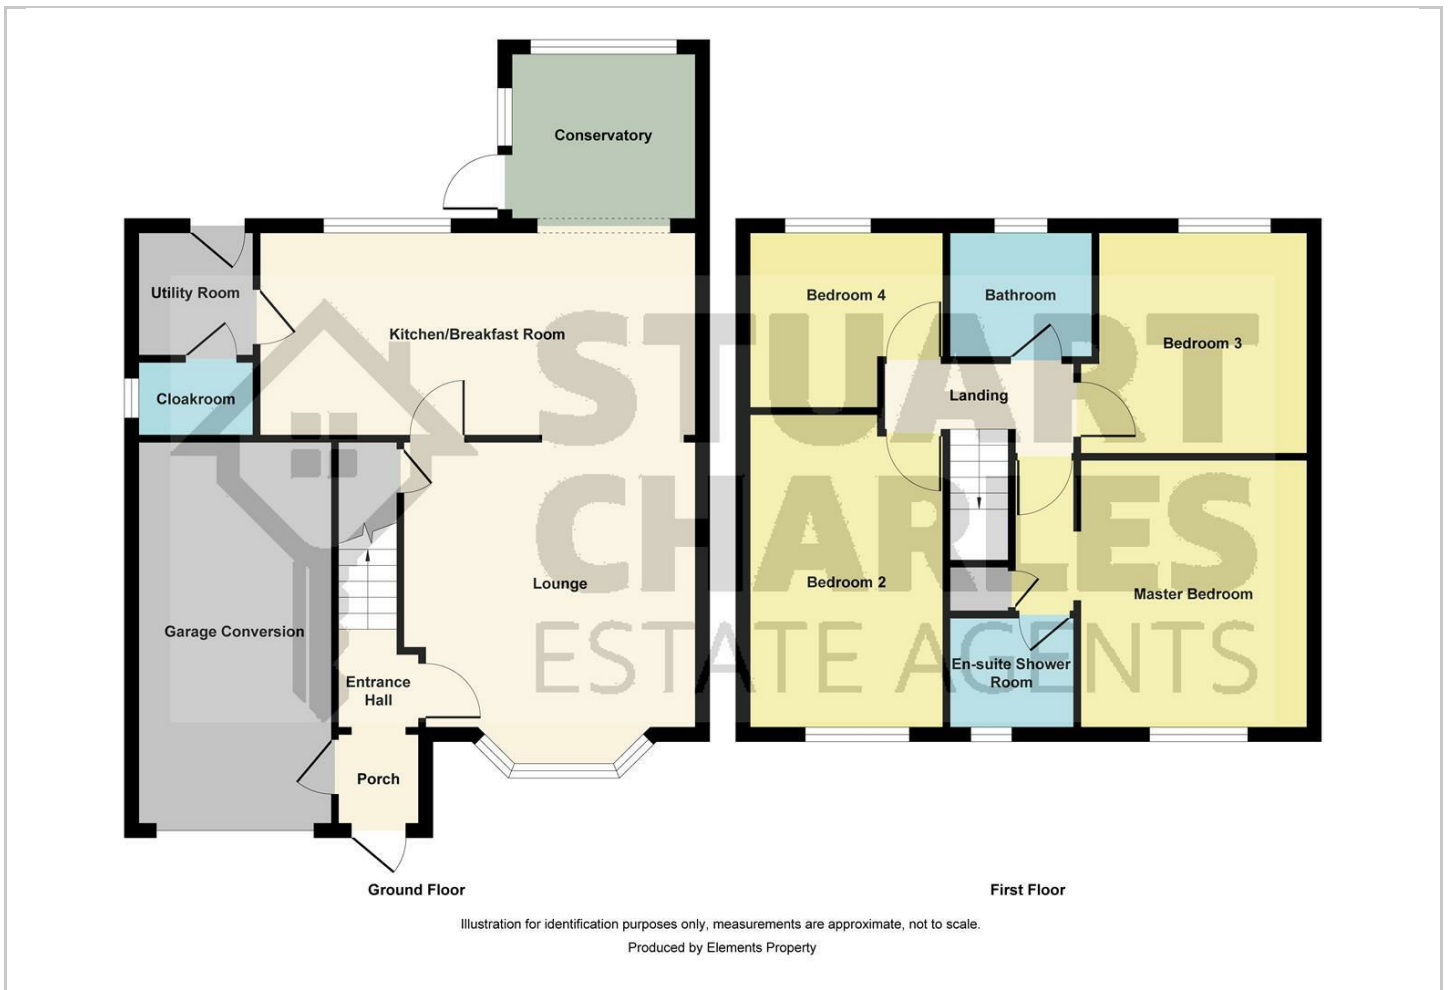 Conservatory
Utility Room
Kitchen/Breakfast Room
Cloakroom
Lounge
Garage Conversion
Entrance
Hall
Porch
Ground Floor
Bedroom 4
Bathroom
Bedroom 3
Landing
Bedroom 2
Master Bedroom
En-suite Shower
Room
First Floor
STUART
CHARLES
ESTATE AGENTS
Illustration for identification purposes only, measurements are approximate, not to scale.
Produced by Elements Property